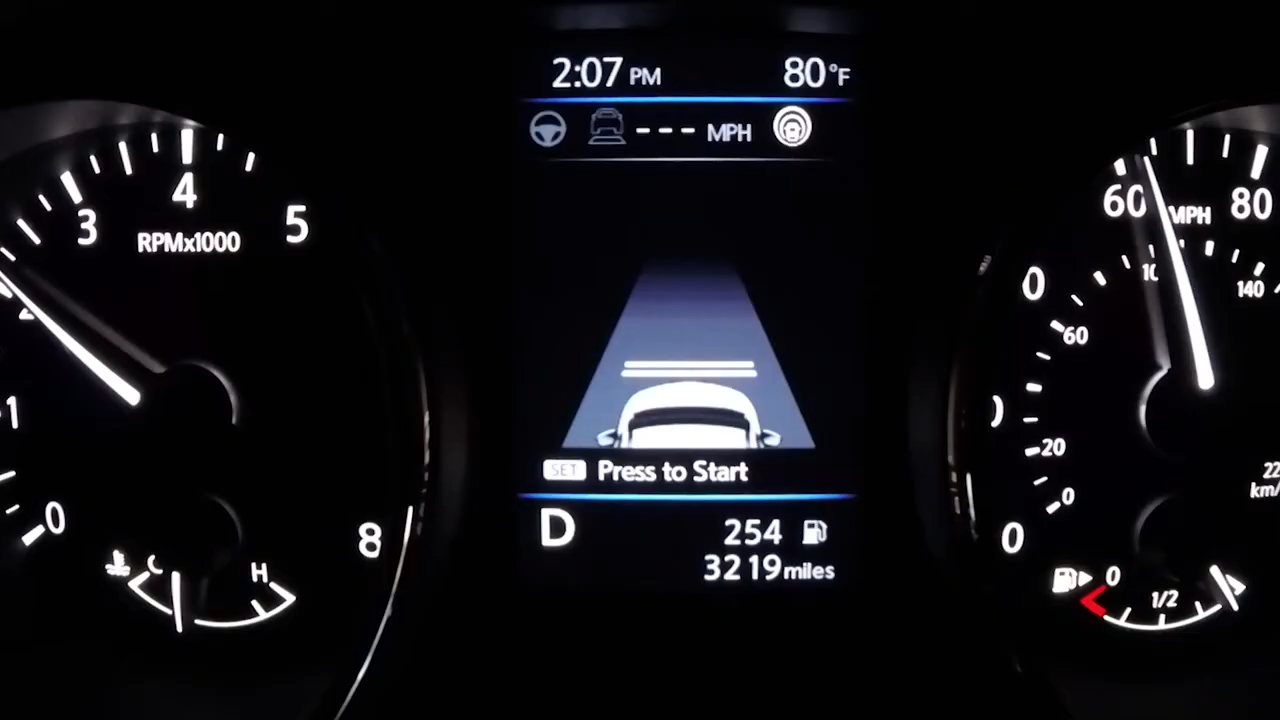 2:07 PM 80°F
--- MPH
SET Press to Start
D 254
3219 miles
1
2
3
4
5
RPMx1000
0
8
C H
60 80
MPH
0
140
60
20
0
0
22
km/
0 1/2